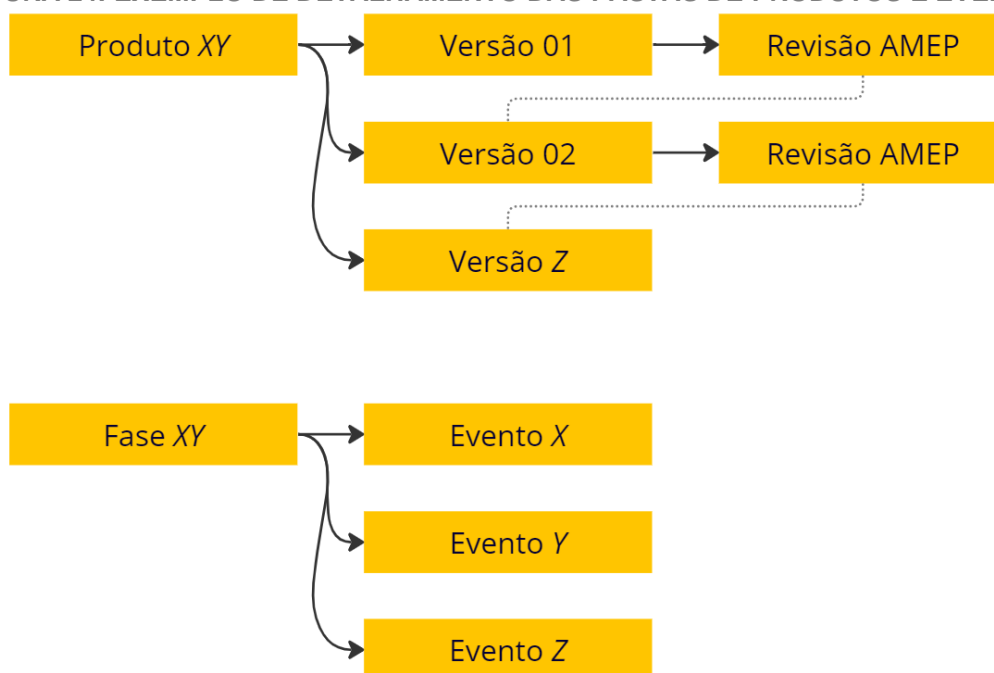 Produto XY
Versão 01
Revisão AMEP
Versão 02
Revisão AMEP
Versão Z
Fase XY
Evento X
Evento Y
Evento Z